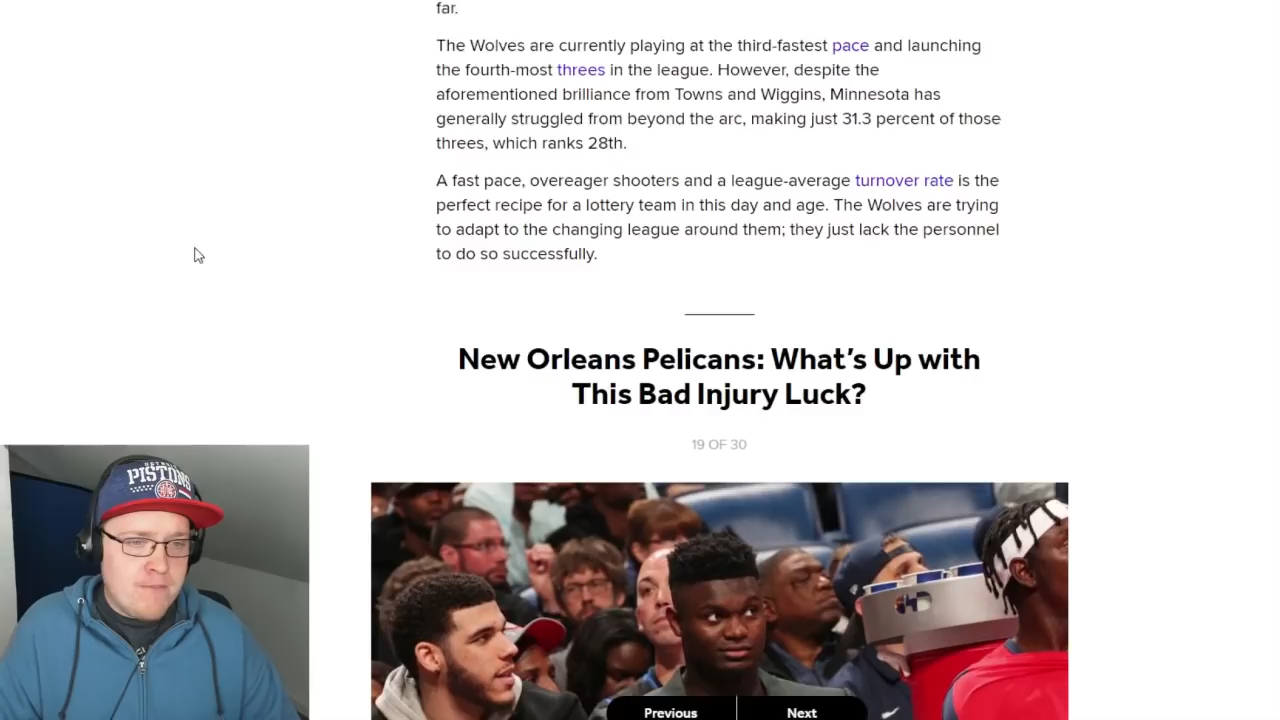 far.
The Wolves are currently playing at the third-fastest pace and launching
the fourth-most threes in the league. However, despite the
aforementioned brilliance from Towns and Wiggins, Minnesota has
generally struggled from beyond the arc, making just 31.3 percent of those
threes, which ranks 28th.
A fast pace, overeager shooters and a league-average turnover rate is the
perfect recipe for a lottery team in this day and age. The Wolves are trying
to adapt to the changing league around them; they just lack the personnel
to do so successfully.
New Orleans Pelicans: What's Up with
This Bad Injury Luck?
19 OF 30
DETROIT
PISTONS
Previous
Next